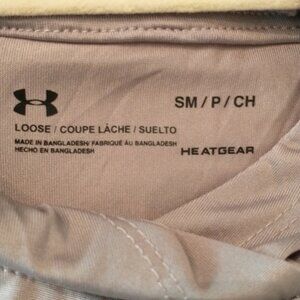 SM / P / CH
LOOSE / COUPE LÂCHE / SUELTO
MADE IN BANGLADESH/ FABRIQUÉ AU BANGLADESH
HECHO EN BANGLADESH
HEATGEAR